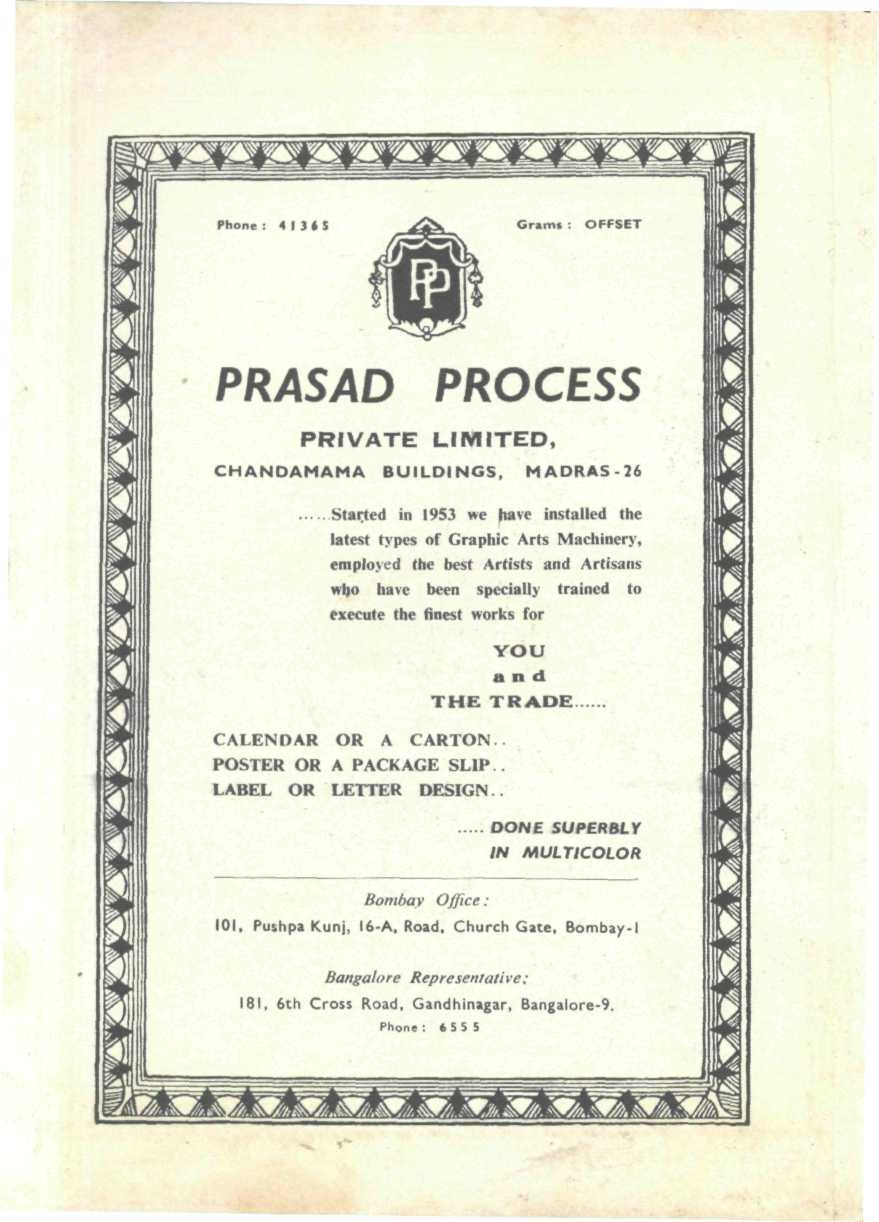 Phone : 41365 Grams : OFFSET
PP
PRASAD PROCESS
PRIVATE LIMITED,
CHANDAMAMA BUILDINGS, MADRAS-26
......Started in 1953 we have installed the
latest types of Graphic Arts Machinery,
employed the best Artists and Artisans
who have been specially trained to
execute the finest works for
YOU
and
THE TRADE......
CALENDAR OR A CARTON..
POSTER OR A PACKAGE SLIP..
LABEL OR LETTER DESIGN..
..... DONE SUPERBLY
IN MULTICOLOR
Bombay Office :
101, Pushpa Kunj, 16-A, Road, Church Gate, Bombay-1
Bangalore Representative:
181, 6th Cross Road, Gandhinagar, Bangalore-9.
Phone : 6555